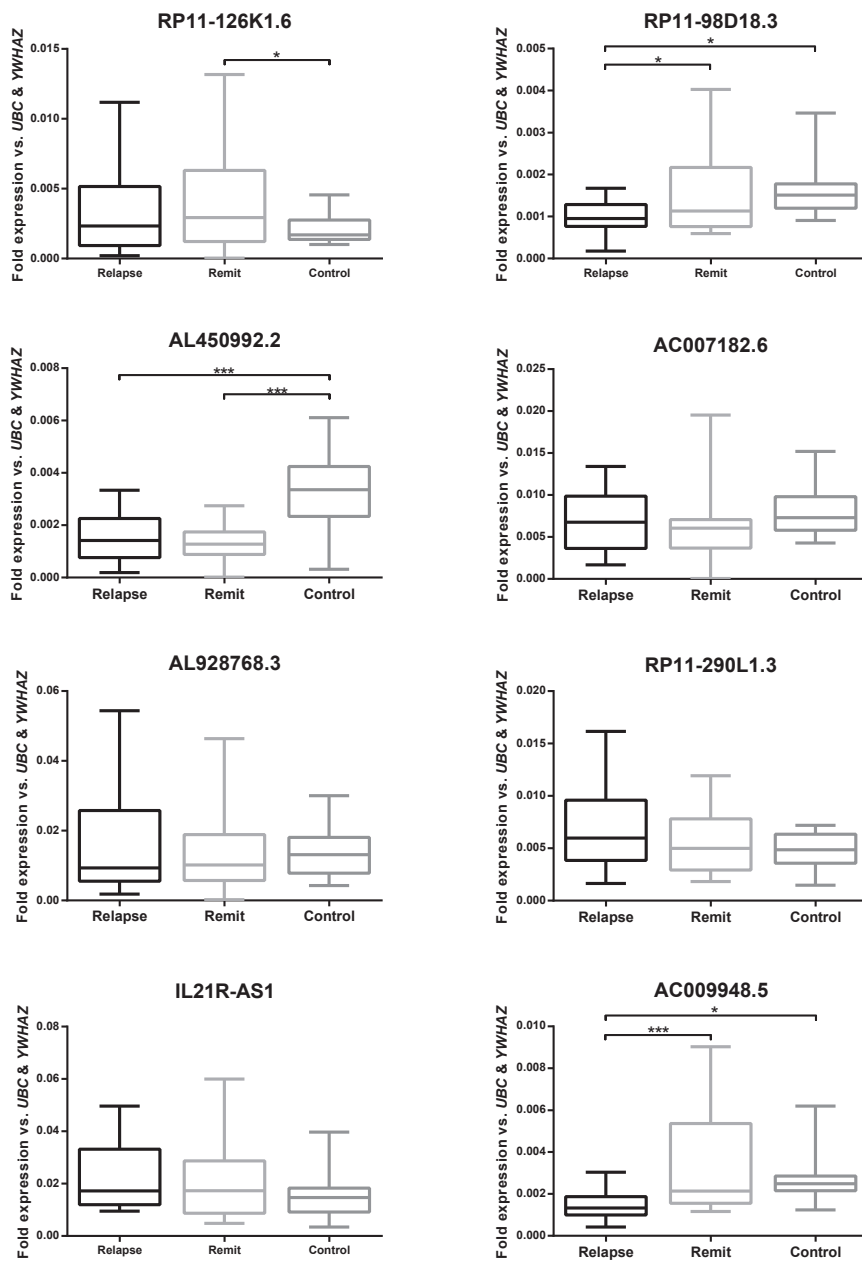 RP11-126K1.6
Fold expression vs. UBC & YWHAZ
0.015
0.010
0.005
0.000
*
Relapse Remit Control
RP11-98D18.3
Fold expression vs. UBC & YWHAZ
0.005
0.004
0.003
0.002
0.001
0.000
*
*
Relapse Remit Control
AL450992.2
Fold expression vs. UBC & YWHAZ
0.008
0.006
0.004
0.002
0.000
***
***
Relapse Remit Control
AC007182.6
Fold expression vs. UBC & YWHAZ
0.025
0.020
0.015
0.010
0.005
0.000
Relapse Remit Control
AL928768.3
Fold expression vs. UBC & YWHAZ
0.06
0.04
0.02
0.00
Relapse Remit Control
RP11-290L1.3
Fold expression vs. UBC & YWHAZ
0.020
0.015
0.010
0.005
0.000
Relapse Remit Control
IL21R-AS1
Fold expression vs. UBC & YWHAZ
0.08
0.06
0.04
0.02
0.00
Relapse Remit Control
AC009948.5
Fold expression vs. UBC & YWHAZ
0.010
0.008
0.006
0.004
0.002
0.000
*
***
Relapse Remit Control